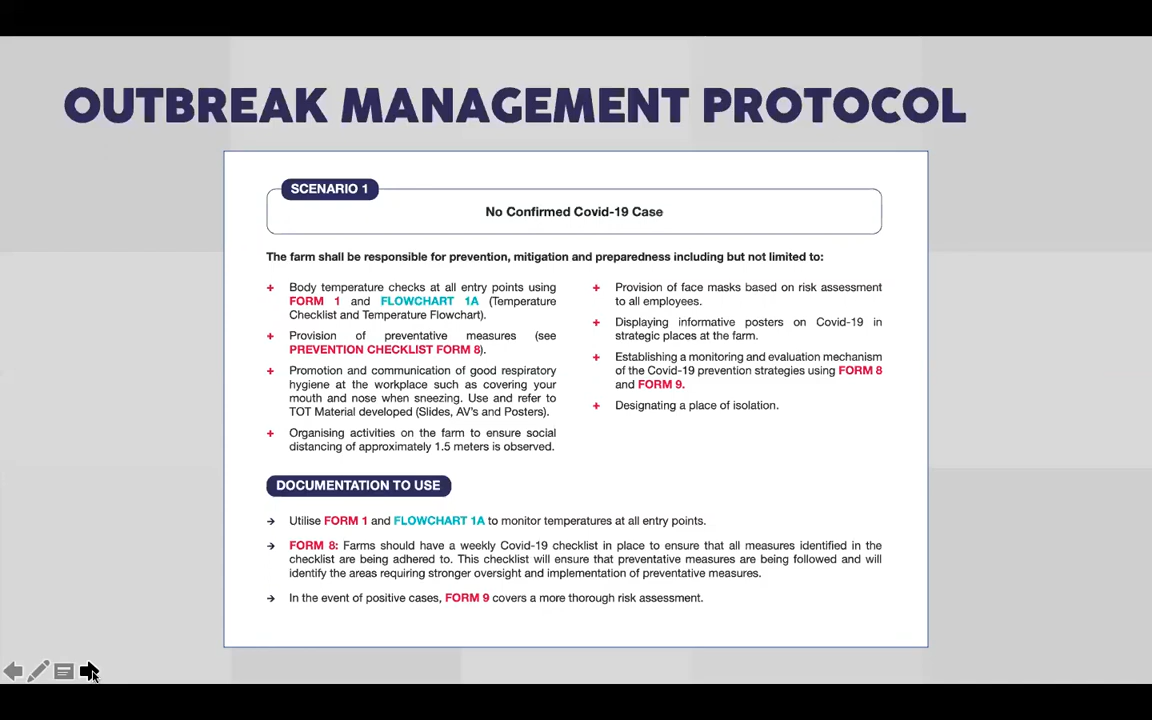 OUTBREAK MANAGEMENT PROTOCOL
SCENARIO 1
No Confirmed Covid-19 Case
The farm shall be responsible for prevention, mitigation and preparedness including but not limited to:
+ Body temperature checks at all entry points using
FORM 1 and FLOWCHART 1A (Temperature
Checklist and Temperature Flowchart).
+ Provision of preventative measures (see
PREVENTION CHECKLIST FORM 8).
+ Promotion and communication of good respiratory
hygiene at the workplace such as covering your
mouth and nose when sneezing. Use and refer to
TOT Material developed (Slides, AV's and Posters).
+ Organising activities on the farm to ensure social
distancing of approximately 1.5 meters is observed.
+ Provision of face masks based on risk assessment
to all employees.
+ Displaying informative posters on Covid-19 in
strategic places at the farm.
+ Establishing a monitoring and evaluation mechanism
of the Covid-19 prevention strategies using FORM 8
and FORM 9.
+ Designating a place of isolation.
DOCUMENTATION TO USE
→ Utilise FORM 1 and FLOWCHART 1A to monitor temperatures at all entry points.
→ FORM 8: Farms should have a weekly Covid-19 checklist in place to ensure that all measures identified in the
checklist are being adhered to. This checklist will ensure that preventative measures are being followed and will
identify the areas requiring stronger oversight and implementation of preventative measures.
→ In the event of positive cases, FORM 9 covers a more thorough risk assessment.